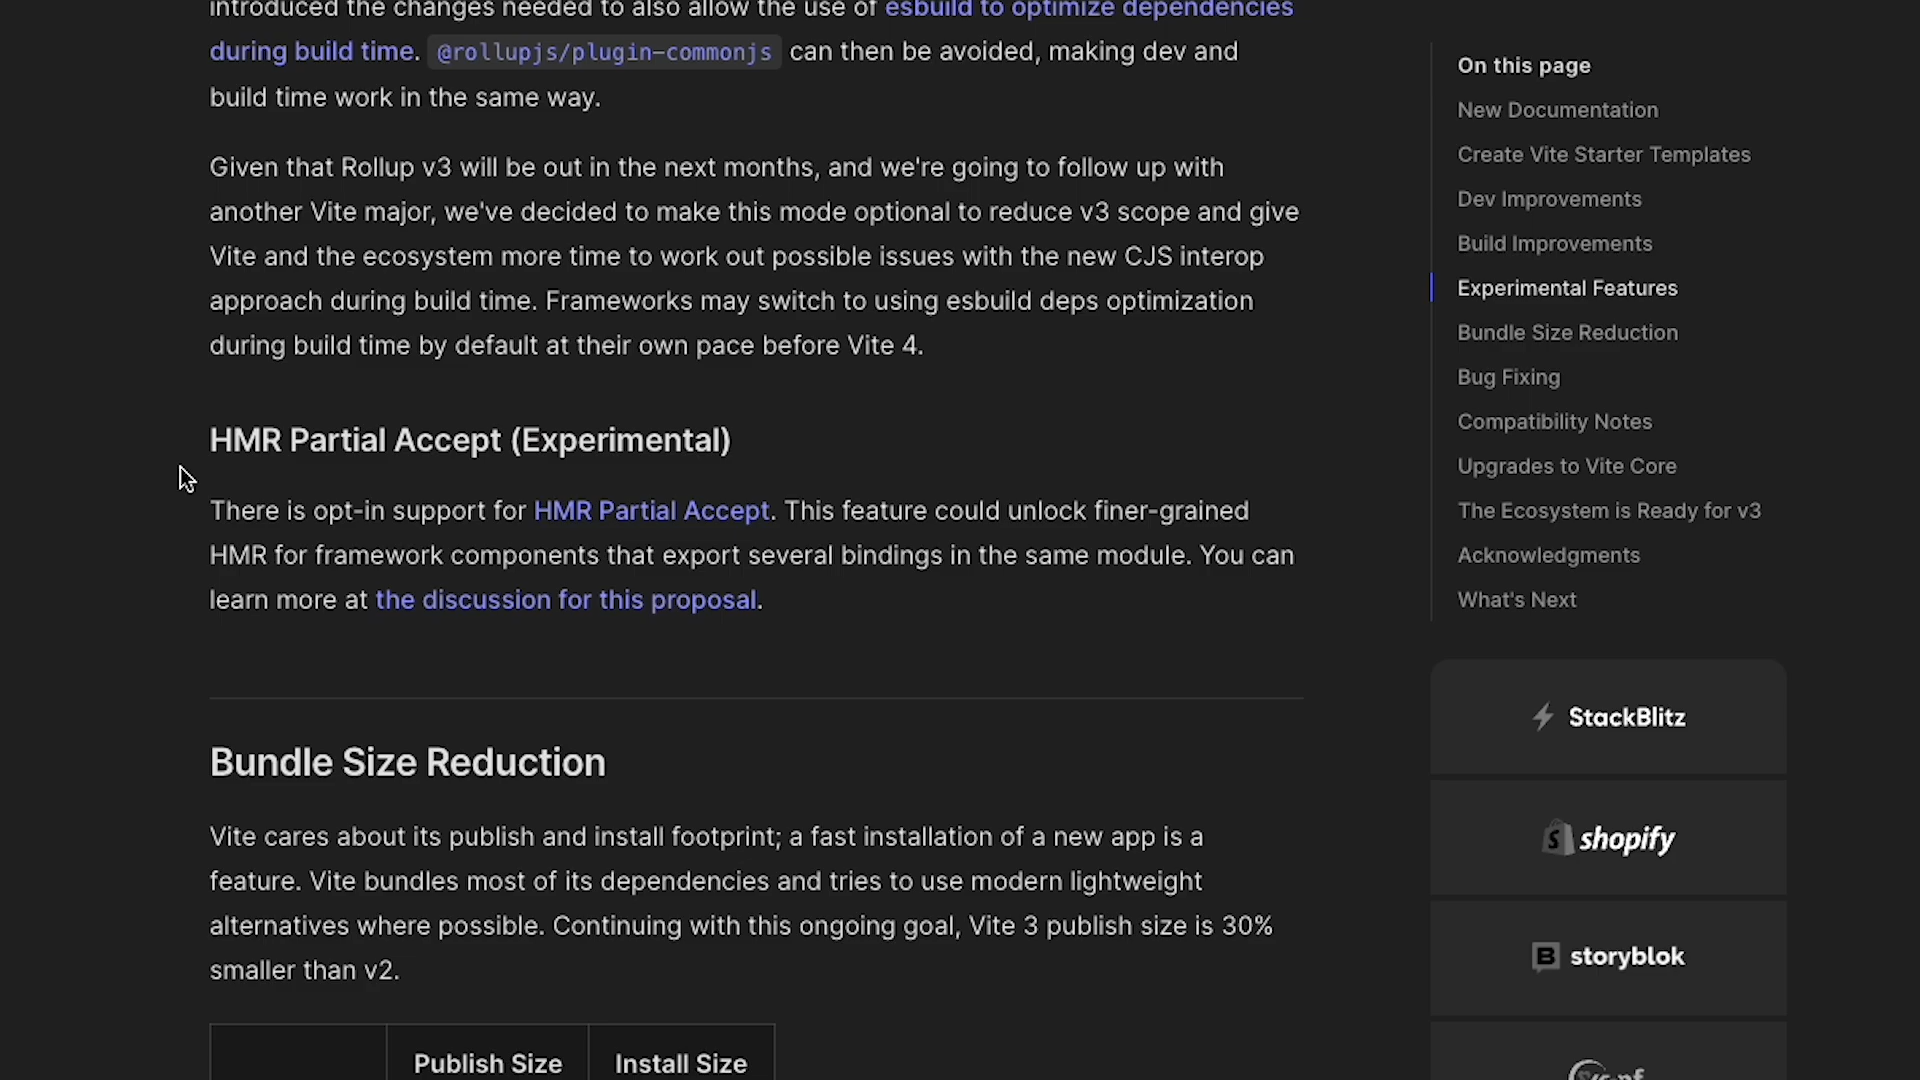 introduced the changes needed to also allow the use of esbuild to optimize dependencies
during build time. @rollupjs/plugin-commonjs can then be avoided, making dev and
build time work in the same way.
Given that Rollup v3 will be out in the next months, and we're going to follow up with
another Vite major, we've decided to make this mode optional to reduce v3 scope and give
Vite and the ecosystem more time to work out possible issues with the new CJS interop
approach during build time. Frameworks may switch to using esbuild deps optimization
during build time by default at their own pace before Vite 4.
HMR Partial Accept (Experimental)
There is opt-in support for HMR Partial Accept. This feature could unlock finer-grained
HMR for framework components that export several bindings in the same module. You can
learn more at the discussion for this proposal.
Bundle Size Reduction
Vite cares about its publish and install footprint; a fast installation of a new app is a
feature. Vite bundles most of its dependencies and tries to use modern lightweight
alternatives where possible. Continuing with this ongoing goal, Vite 3 publish size is 30%
smaller than v2.
Publish Size Install Size
On this page
New Documentation
Create Vite Starter Templates
Dev Improvements
Build Improvements
Experimental Features
Bundle Size Reduction
Bug Fixing
Compatibility Notes
Upgrades to Vite Core
The Ecosystem is Ready for v3
Acknowledgments
What's Next
StackBlitz
shopify
storyblok